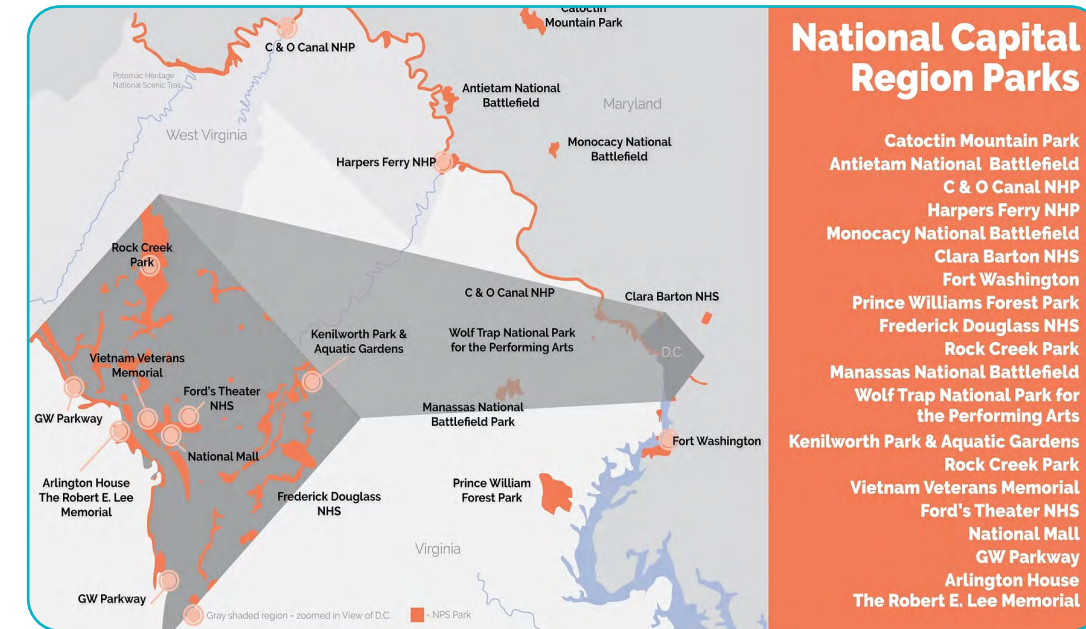 Catoctin
Mountain Park
C & O Canal NHP
Potomac Heritage
National Scenic Trail
Antietam National
Battlefield
Maryland
West Virginia
Monocacy National
Battlefield
Harpers Ferry NHP
Rock Creek
Park
C & O Canal NHP
Clara Barton NHS
Kenilworth Park &
Aquatic Gardens
Wolf Trap National Park
for the Performing Arts
D.C.
Vietnam Veterans
Memorial
Ford's Theater
NHS
GW Parkway
Manassas National
Battlefield Park
Fort Washington
National Mall
Arlington House
The Robert E. Lee
Memorial
Frederick Douglass
NHS
Prince William
Forest Park
Virginia
GW Parkway
Gray shaded region - zoomed in View of D.C.
- NPS Park
National Capital
Region Parks
Catoctin Mountain Park
Antietam National Battlefield
C & O Canal NHP
Harpers Ferry NHP
Monocacy National Battlefield
Clara Barton NHS
Fort Washington
Prince Williams Forest Park
Frederick Douglass NHS
Rock Creek Park
Manassas National Battlefield
Wolf Trap National Park for
the Performing Arts
Kenilworth Park & Aquatic Gardens
Rock Creek Park
Vietnam Veterans Memorial
Ford's Theater NHS
National Mall
GW Parkway
Arlington House
The Robert E. Lee Memorial